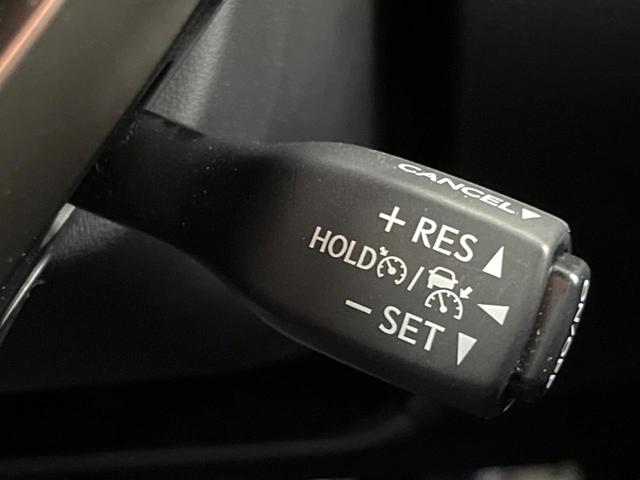 CANCEL▼
+ RES ▲
HOLD / ◀
− SET ▼